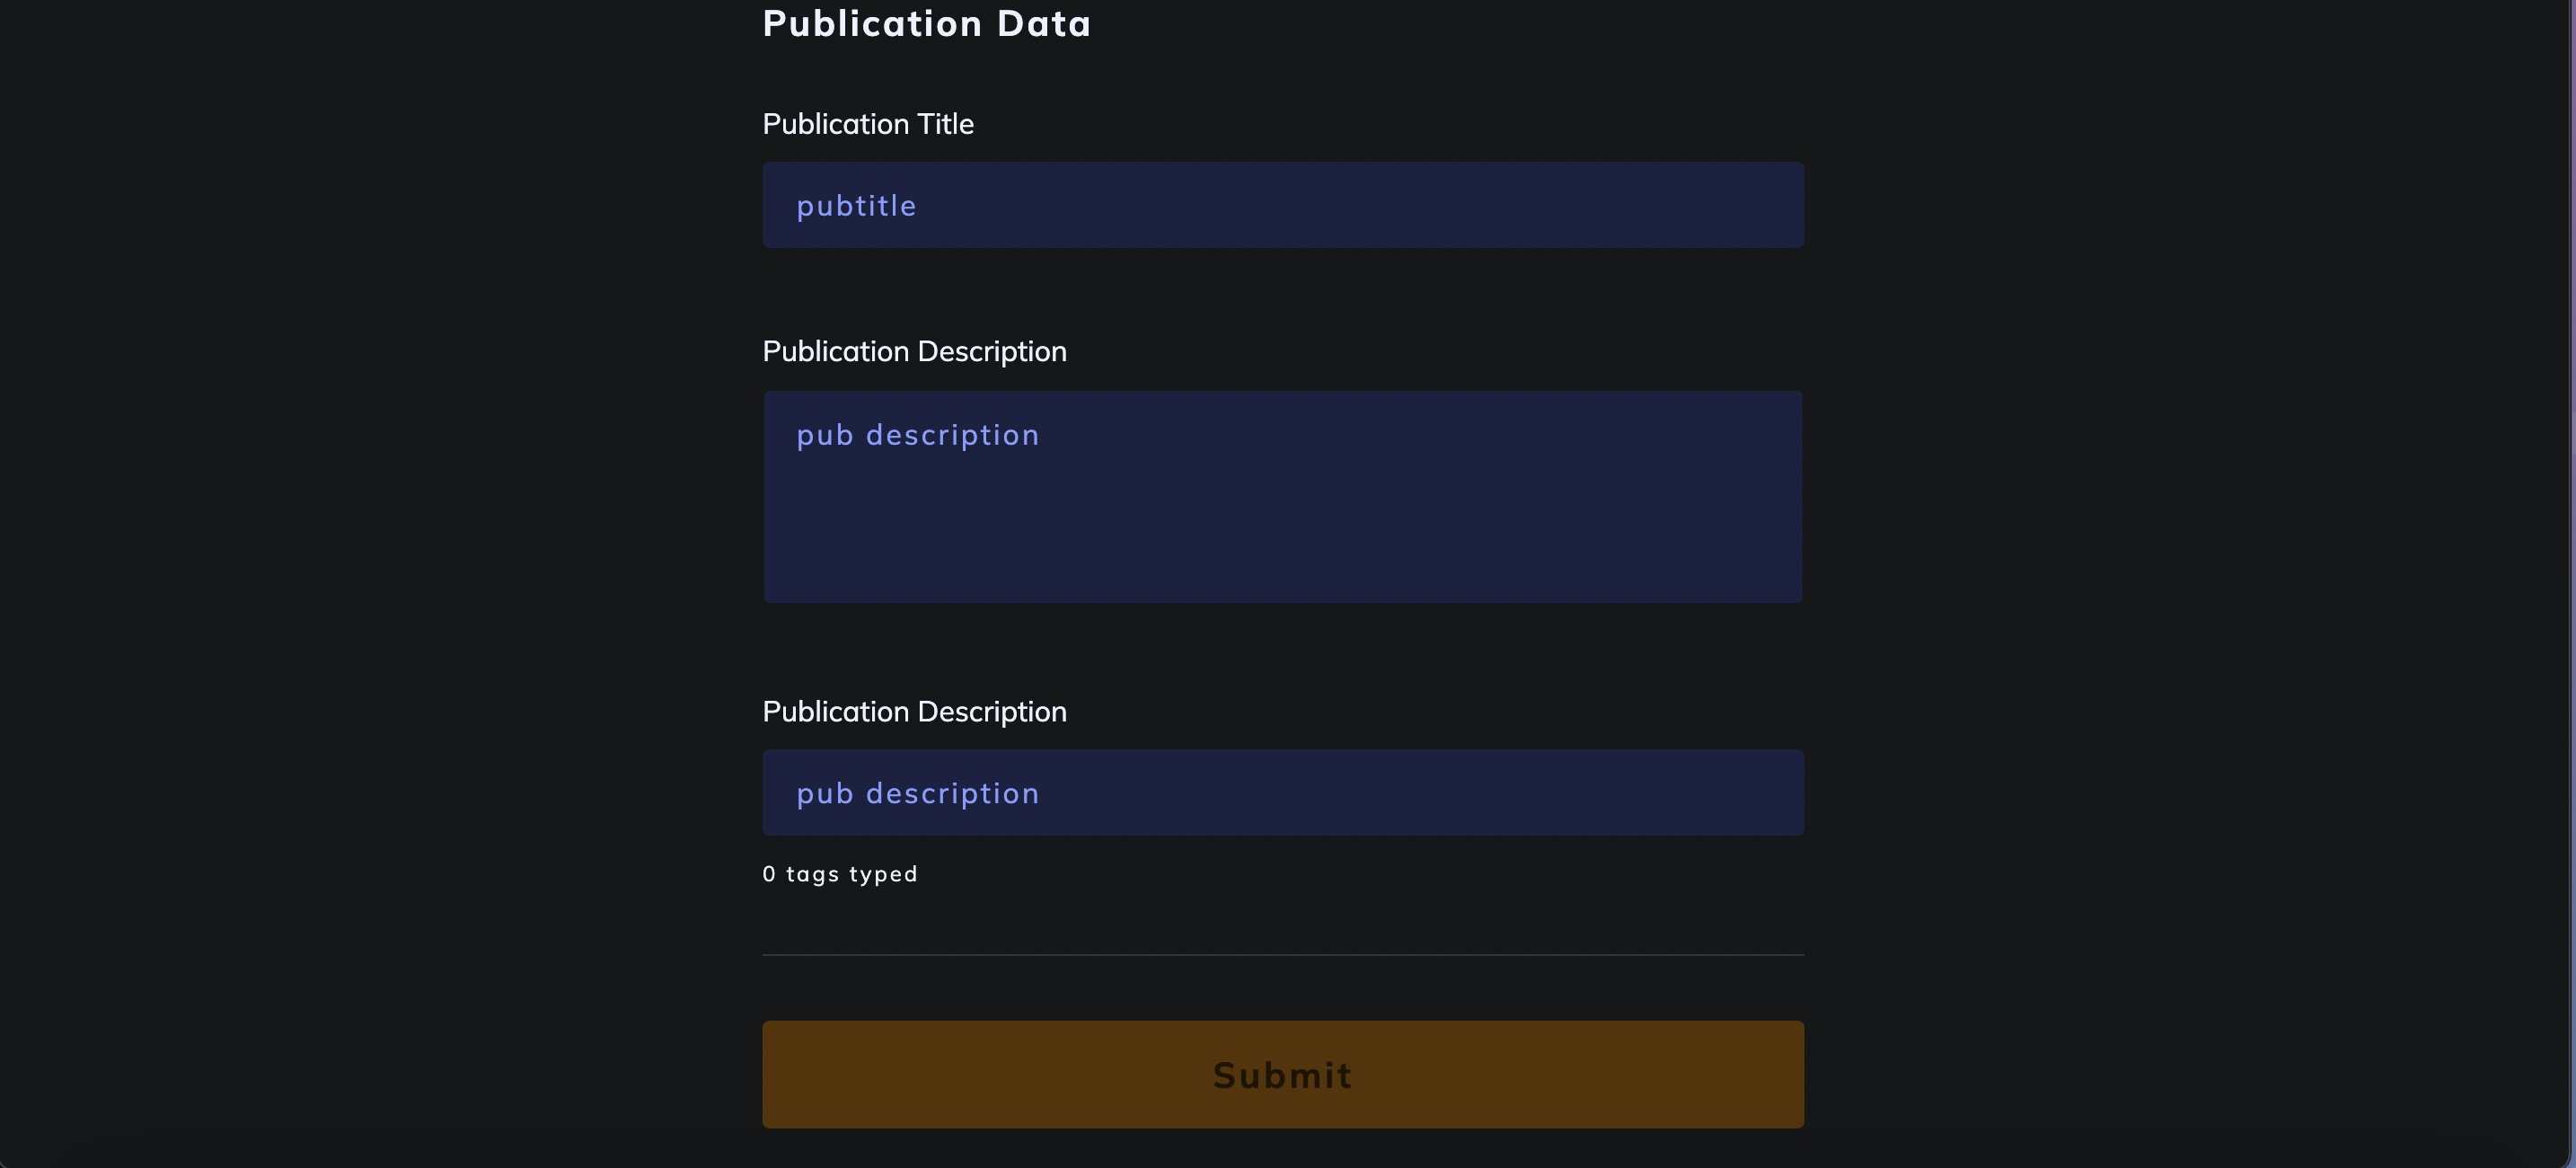 Publication Data
Publication Title
pubtitle
Publication Description
pub description
Publication Description
pub description
0 tags typed
Submit